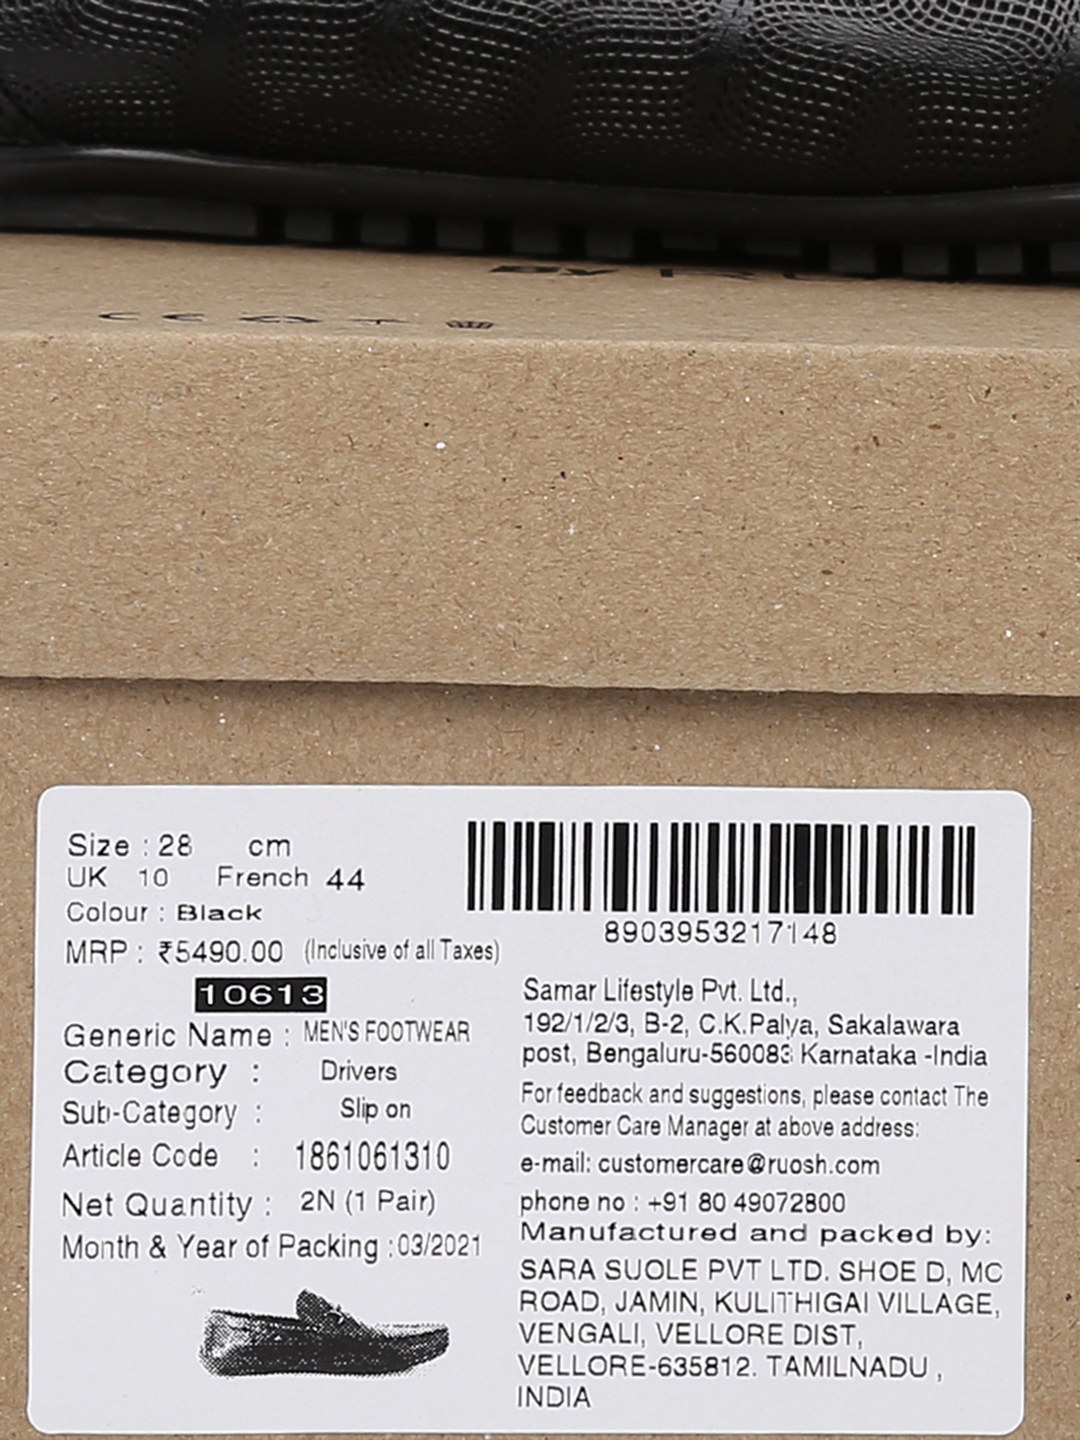 BY RU
Size : 28 cm
UK 10 French 44
Colour : Black
MRP : ₹5490.00 (Inclusive of all Taxes)
10613
Generic Name : MEN'S FOOTWEAR
Category : Drivers
Sub-Category : Slip on
Article Code : 1861061310
Net Quantity : 2N (1 Pair)
Month & Year of Packing :03/2021
8903953217148
Samar Lifestyle Pvt. Ltd.,
192/1/2/3, B-2, C.K.Palya, Sakalawara
post, Bengaluru-560083 Karnataka -India
For feedback and suggestions, please contact The
Customer Care Manager at above address:
e-mail: customercare@ruosh.com
phone no : +91 80 49072800
Manufactured and packed by:
SARA SUOLE PVT LTD. SHOE D, MC
ROAD, JAMIN, KULITHIGAI VILLAGE,
VENGALI, VELLORE DIST,
VELLORE-635812. TAMILNADU ,
INDIA